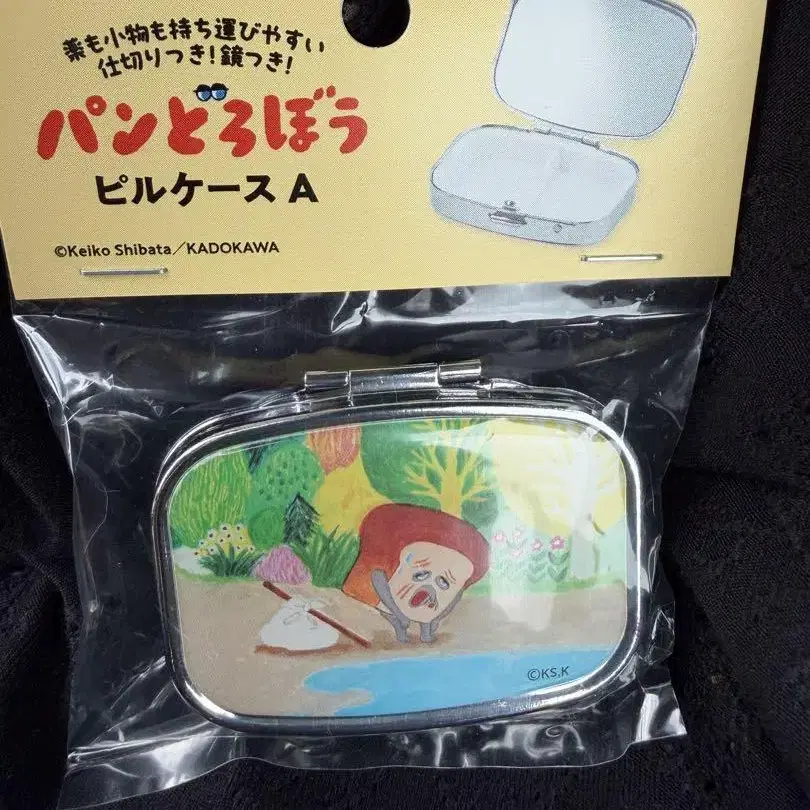 薬も小物も持ち運びやすい
仕切りつき！鏡つき！
パンどろぼう
ピルケース A
©Keiko Shibata／KADOKAWA
©KS.K